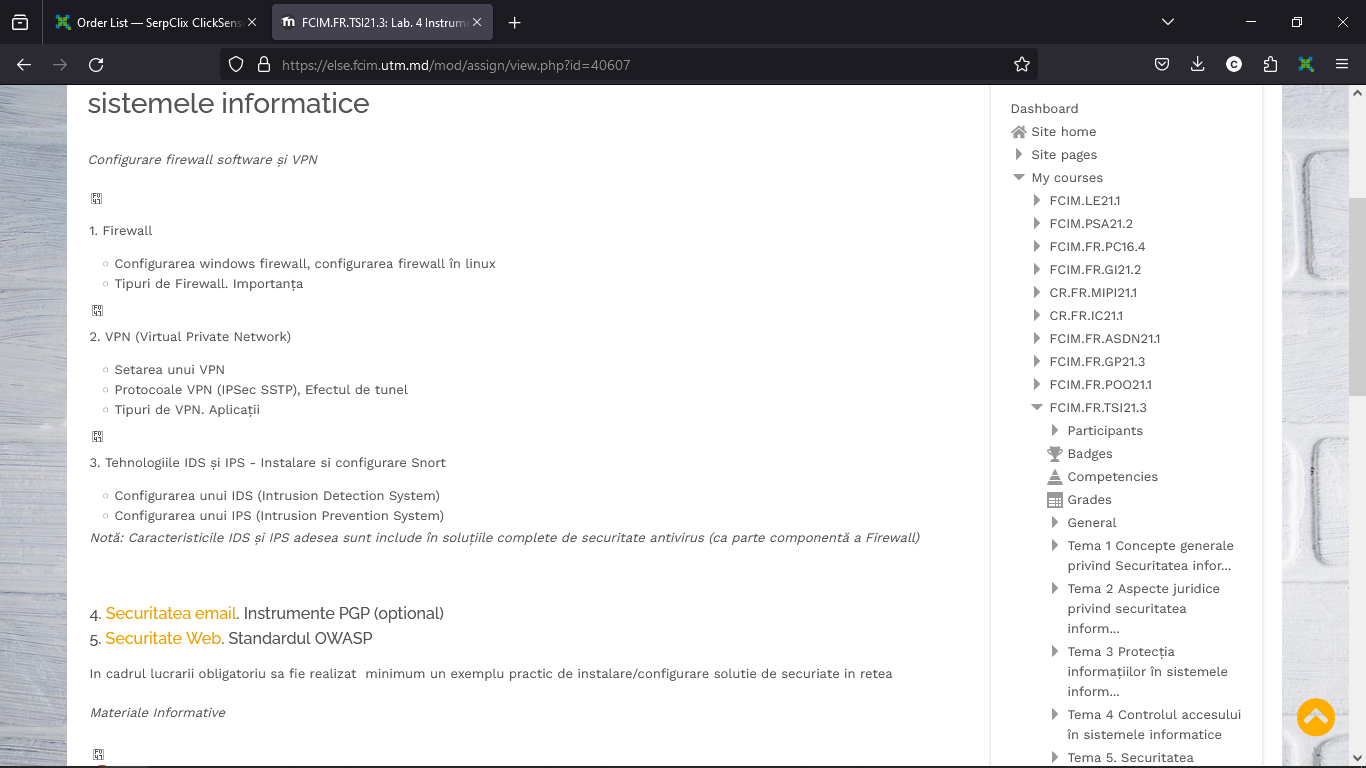 Order List — SerpClix ClickSens
FCIM.FR.TSI21.3: Lab. 4 Instrume
https://else.fcim.utm.md/mod/assign/view.php?id=40607
sistemele informatice
Configurare firewall software și VPN
1. Firewall
Configurarea windows firewall, configurarea firewall în linux
Tipuri de Firewall. Importanța
2. VPN (Virtual Private Network)
Setarea unui VPN
Protocoale VPN (IPSec SSTP), Efectul de tunel
Tipuri de VPN. Aplicații
3. Tehnologiile IDS și IPS - Instalare si configurare Snort
Configurarea unui IDS (Intrusion Detection System)
Configurarea unui IPS (Intrusion Prevention System)
Notă: Caracteristicile IDS și IPS adesea sunt include în soluțiile complete de securitate antivirus (ca parte componentă a Firewall)
4. Securitatea email. Instrumente PGP (optional)
5. Securitate Web. Standardul OWASP
In cadrul lucrarii obligatoriu sa fie realizat minimum un exemplu practic de instalare/configurare solutie de securiate in retea
Materiale Informative
Dashboard
Site home
Site pages
My courses
FCIM.LE21.1
FCIM.PSA21.2
FCIM.FR.PC16.4
FCIM.FR.GI21.2
CR.FR.MIPI21.1
CR.FR.IC21.1
FCIM.FR.ASDN21.1
FCIM.FR.GP21.3
FCIM.FR.POO21.1
FCIM.FR.TSI21.3
Participants
Badges
Competencies
Grades
General
Tema 1 Concepte generale
privind Securitatea infor...
Tema 2 Aspecte juridice
privind securitatea
inform...
Tema 3 Protecția
informațiilor în sistemele
inform...
Tema 4 Controlul accesului
în sistemele informatice
Tema 5. Securitatea